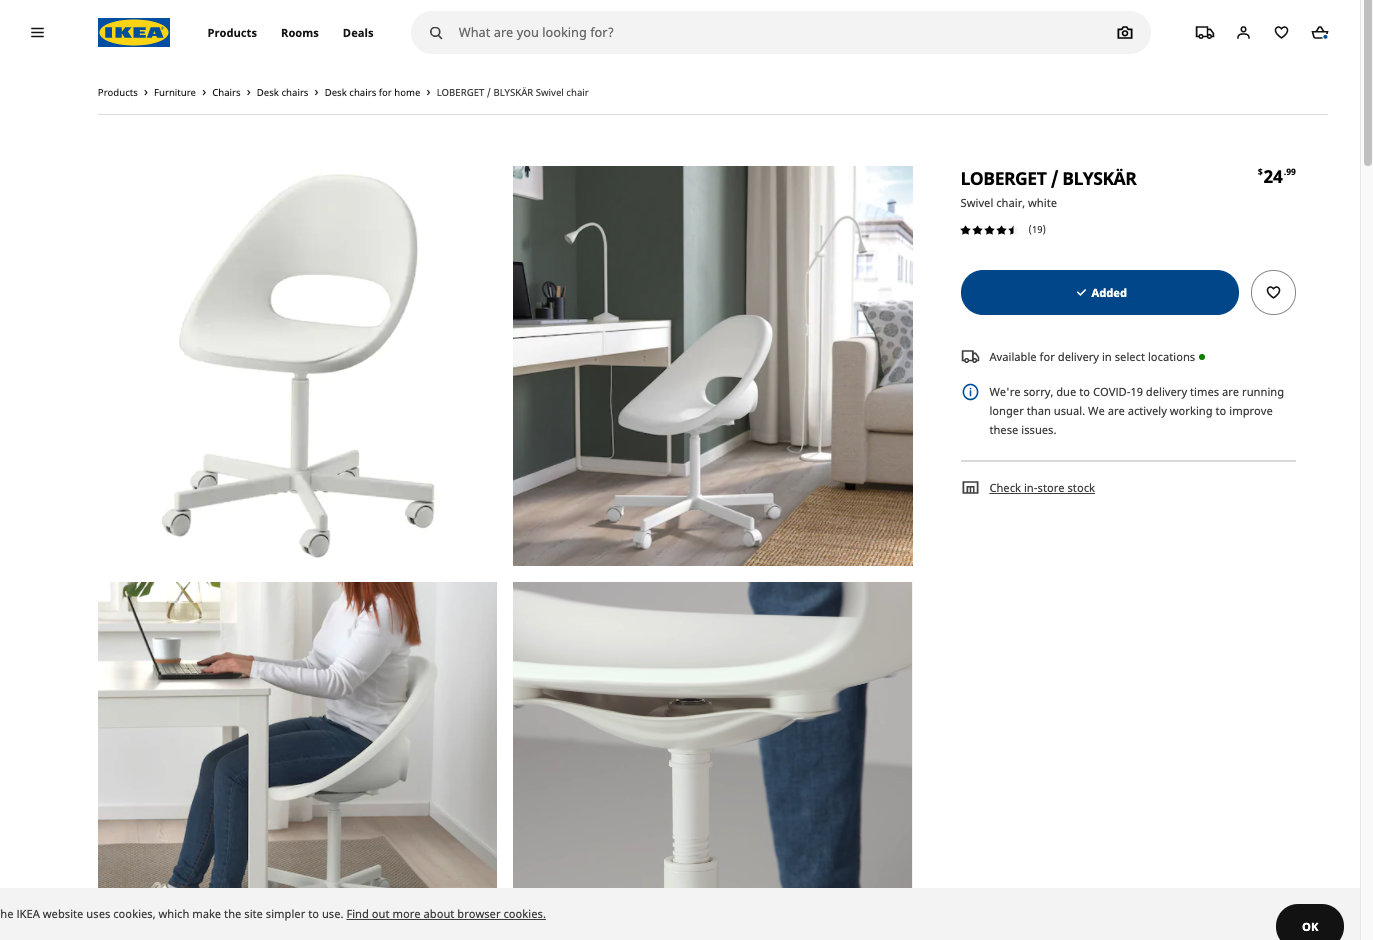 IKEA
Products
Rooms
Deals
What are you looking for?
Products › Furniture › Chairs › Desk chairs › Desk chairs for home › LOBERGET / BLYSKÄR Swivel chair
LOBERGET / BLYSKÄR
$24.99
Swivel chair, white
(19)
Added
Available for delivery in select locations
We're sorry, due to COVID-19 delivery times are running
longer than usual. We are actively working to improve
these issues.
Check in-store stock
he IKEA website uses cookies, which make the site simpler to use. Find out more about browser cookies.
OK